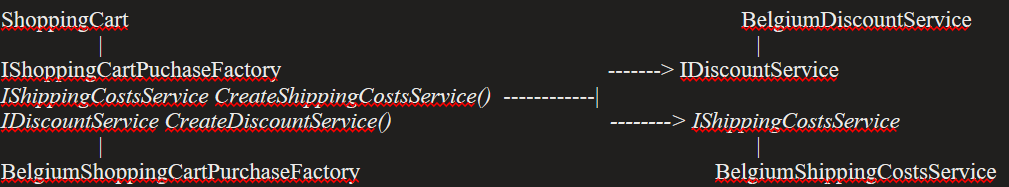 ShoppingCart BelgiumDiscountService
| |
IShoppingCartPuchaseFactory -------> IDiscountService
IShippingCostsService CreateShippingCostsService() ------------|
IDiscountService CreateDiscountService() --------> IShippingCostsService
| |
BelgiumShoppingCartPurchaseFactory BelgiumShippingCostsService